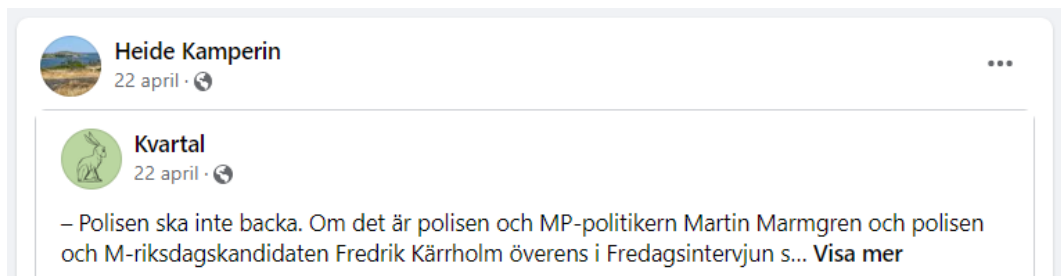 Heide Kamperin
22 april ·
Kvartal
22 april ·
– Polisen ska inte backa. Om det är polisen och MP-politikern Martin Marmgren och polisen
och M-riksdagskandidaten Fredrik Kärrholm överens i Fredagsintervjun s... Visa mer